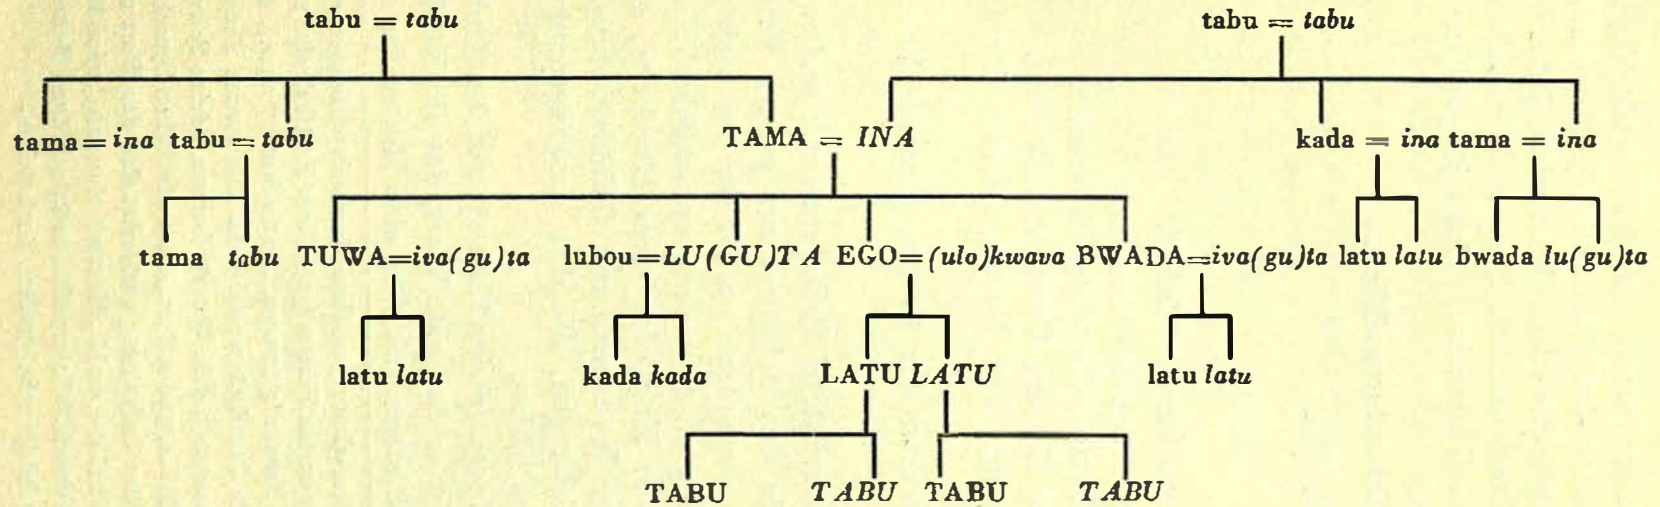 tabu = tabu tabu = tabu
tama = ina tabu = tabu TAMA = INA kada = ina tama = ina
tama tabu TUWA=iva(gu)ta lubou=LU(GU)TA EGO=(ulo)kwava BWADA=iva(gu)ta latu latu bwada lu(gu)ta
latu latu kada kada LATU LATU latu latu
TABU TABU TABU TABU